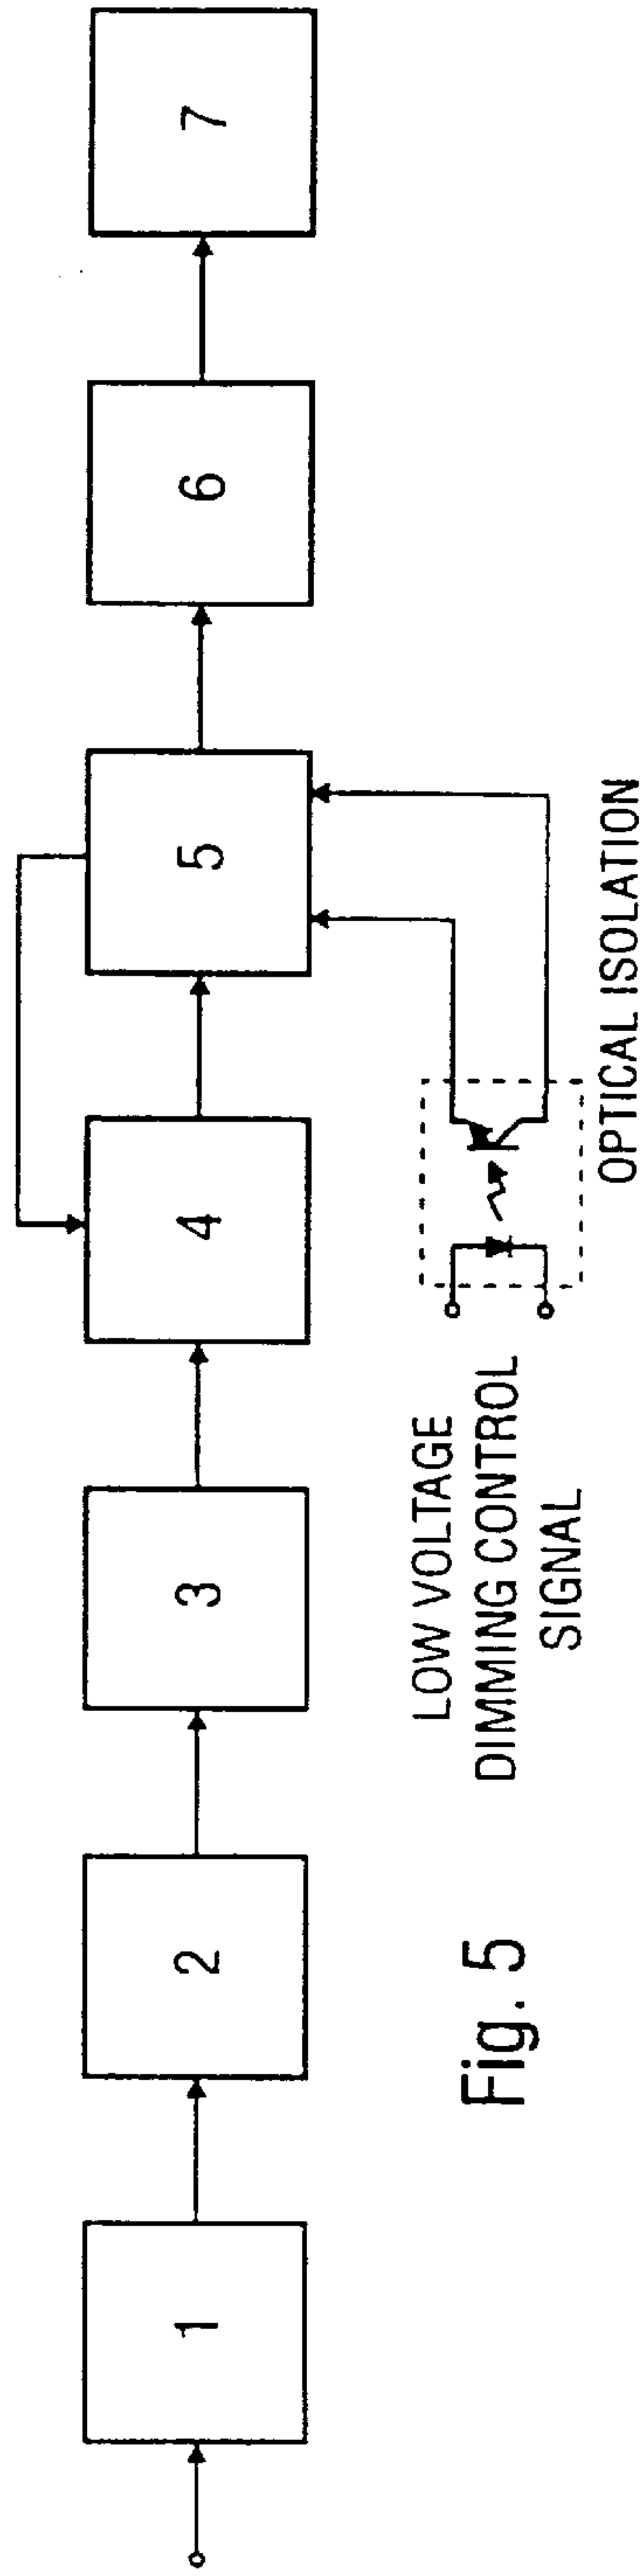 1
2
3
4
5
6
7
LOW VOLTAGE
DIMMING CONTROL
SIGNAL
OPTICAL ISOLATION
Fig. 5